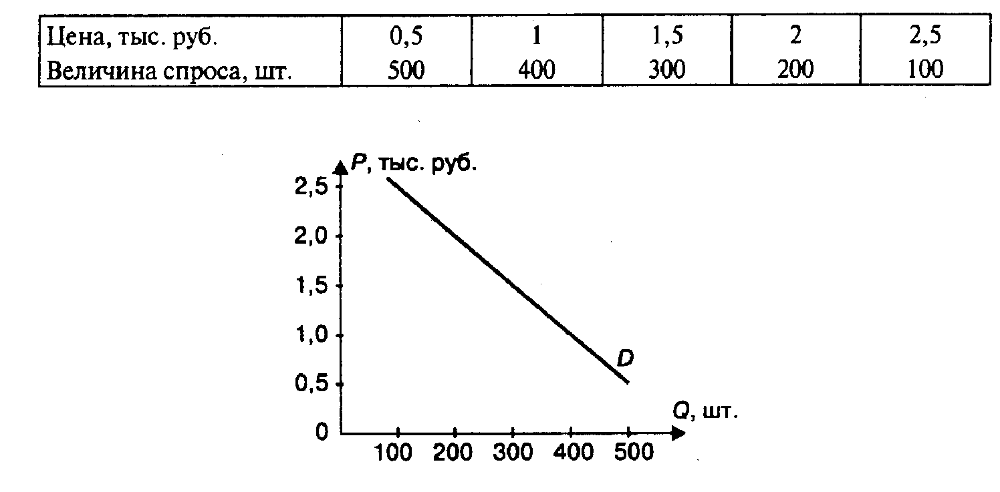 Цена, тыс. руб. 0,5 1 1,5 2 2,5
Величина спроса, шт. 500 400 300 200 100
P, тыс. руб.
2,5
2,0
1,5
1,0
0,5
0
D
Q, шт.
100 200 300 400 500